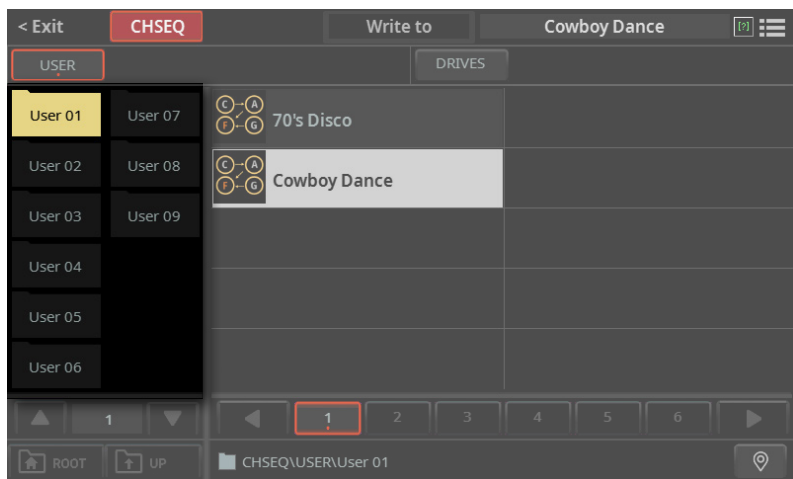 < Exit CHSEQ Write to Cowboy Dance [?]
USER DRIVES
User 01 User 07 C A F G 70's Disco
User 02 User 08 C A F G Cowboy Dance
User 03 User 09
User 04
User 05
User 06
1 1 2 3 4 5 6
ROOT UP CHSEQ\USER\User 01